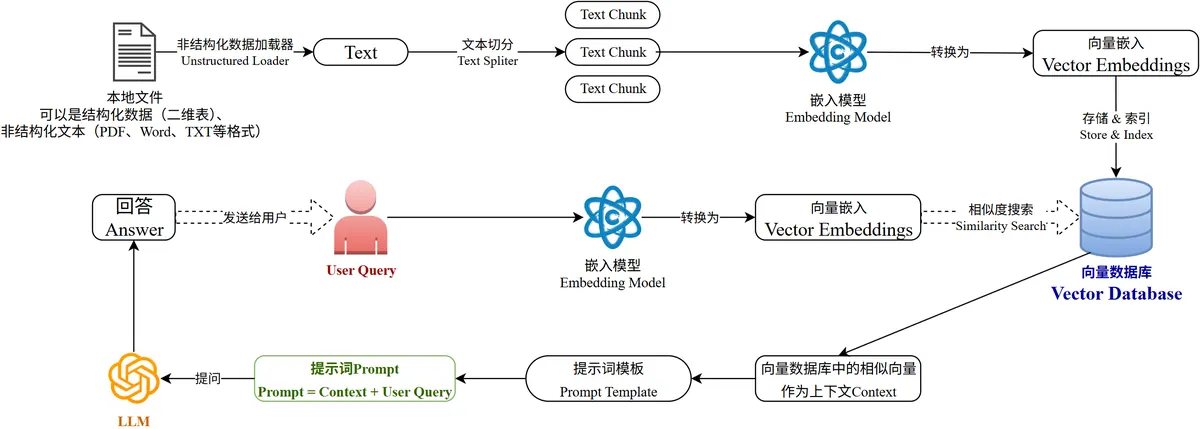 本地文件
可以是结构化数据（二维表）、
非结构化文本（PDF、Word、TXT等格式）
非结构化数据加载器
Unstructured Loader
Text
文本切分
Text Spliter
Text Chunk
Text Chunk
Text Chunk
嵌入模型
Embedding Model
转换为
向量嵌入
Vector Embeddings
存储 & 索引
Store & Index
回答
Answer
发送给用户
User Query
嵌入模型
Embedding Model
转换为
向量嵌入
Vector Embeddings
相似度搜索
Similarity Search
向量数据库
Vector Database
LLM
提问
提示词Prompt
Prompt = Context + User Query
提示词模板
Prompt Template
向量数据库中的相似向量
作为上下文Context